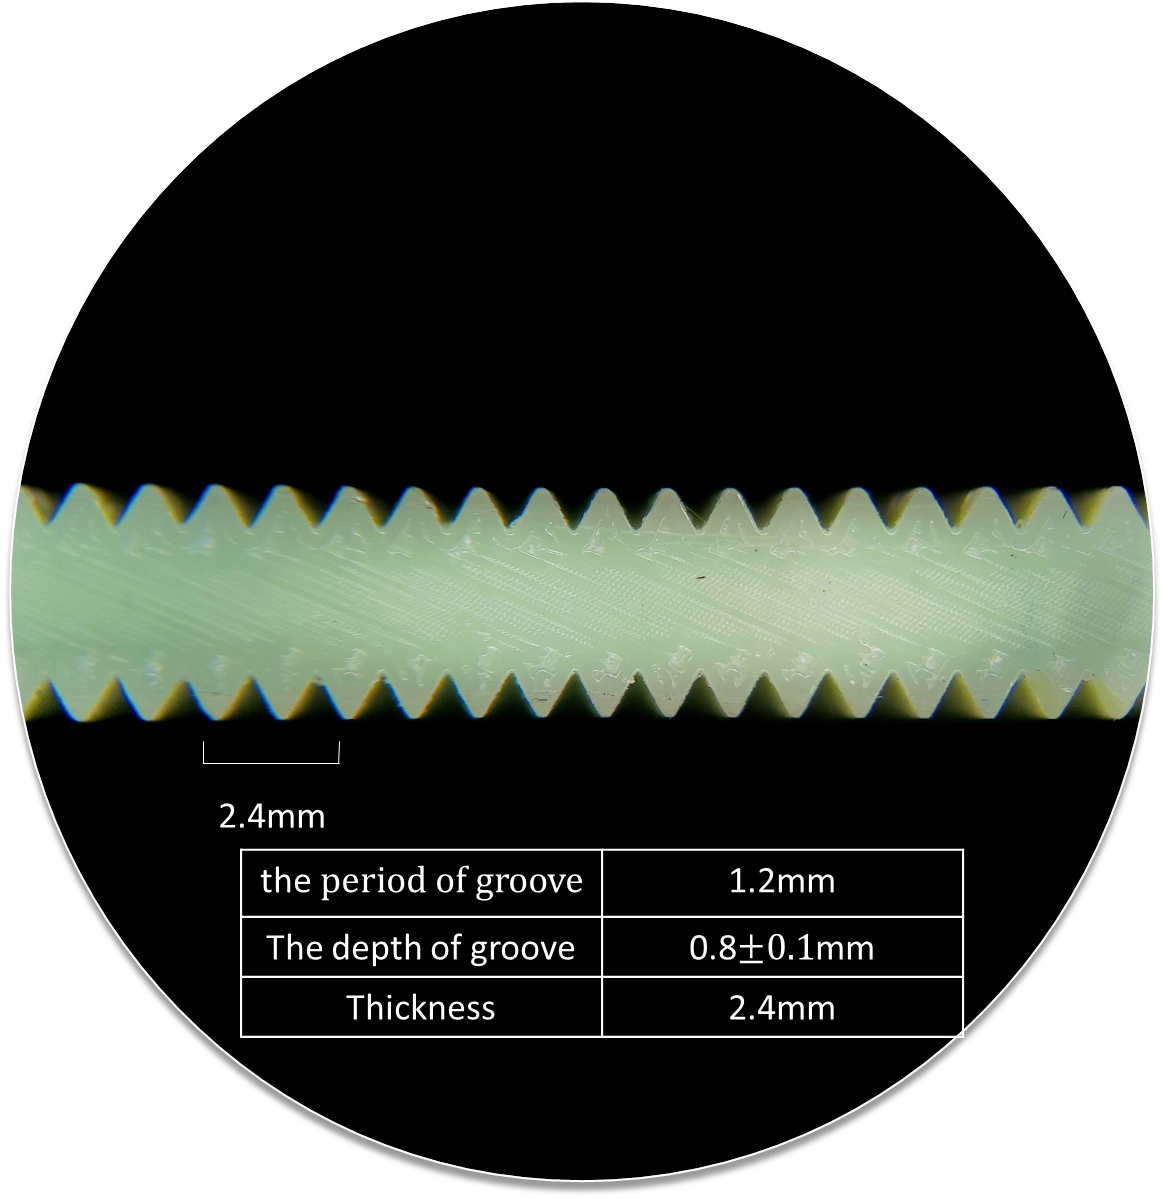 2.4mm
the period of groove 1.2mm
The depth of groove 0.8±0.1mm
Thickness 2.4mm